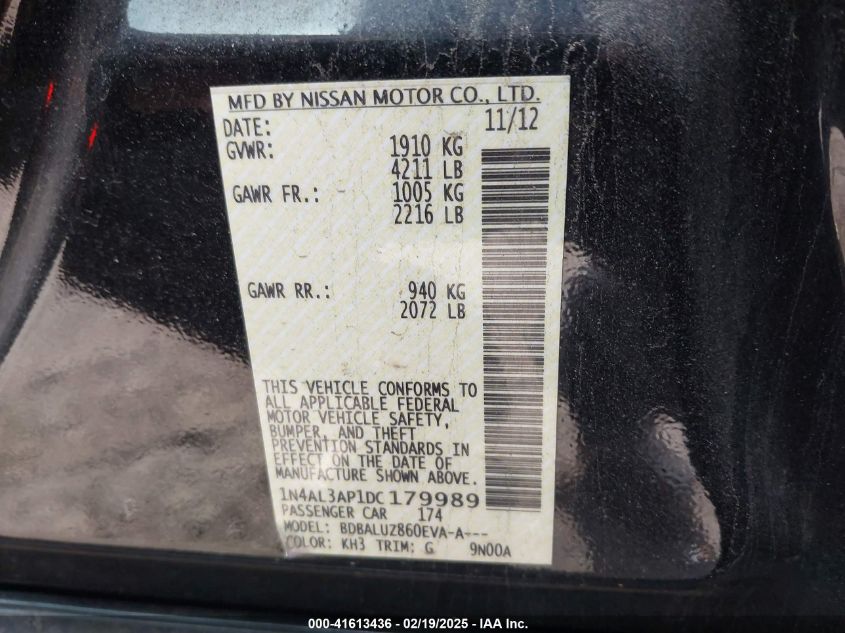 MFD BY NISSAN MOTOR CO., LTD.
DATE: 11/12
GVWR: 1910 KG
4211 LB
GAWR FR.: 1005 KG
2216 LB
GAWR RR.: 940 KG
2072 LB
THIS VEHICLE CONFORMS TO
ALL APPLICABLE FEDERAL
MOTOR VEHICLE SAFETY,
BUMPER, AND THEFT
PREVENTION STANDARDS IN
EFFECT ON THE DATE OF
MANUFACTURE SHOWN ABOVE.
1N4AL3AP1DC179989
PASSENGER CAR 174
MODEL: BDBALUZ860EVA-A---
COLOR: KH3 TRIM: G 9N00A
000-41613436 - 02/19/2025 - IAA Inc.